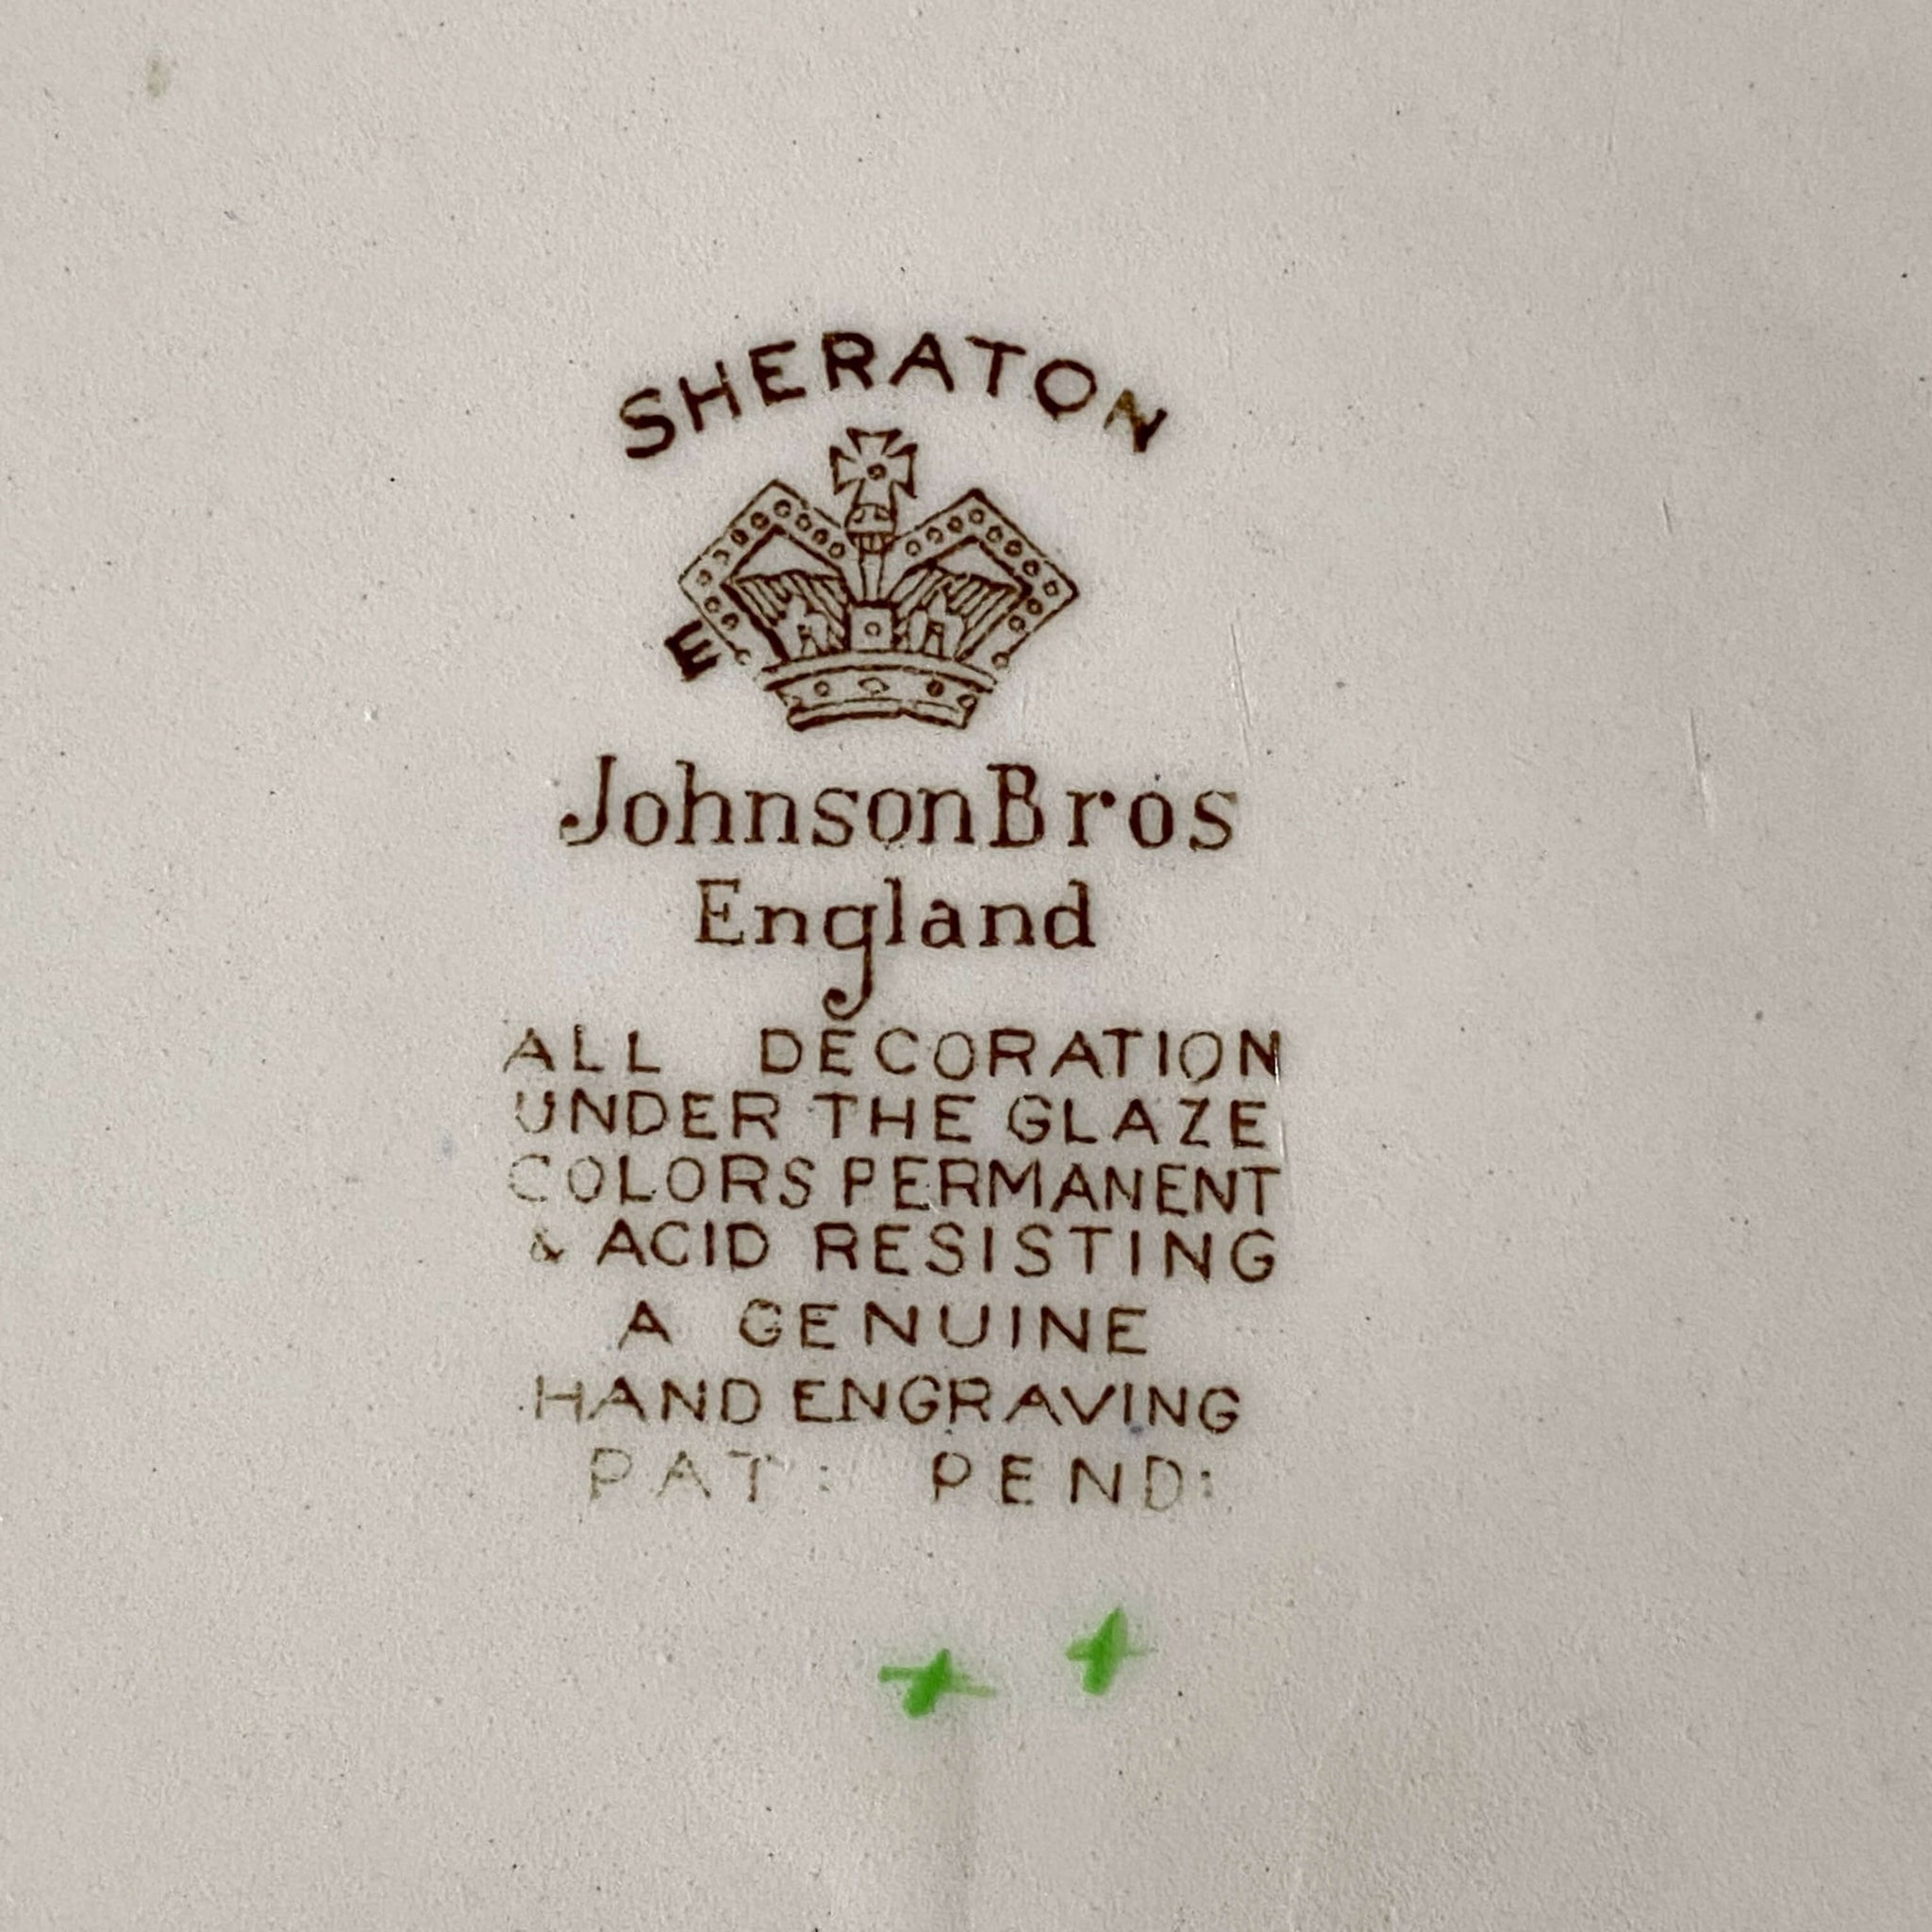 SHERATON
E
Johnson Bros
England
ALL DECORATION
UNDER THE GLAZE
COLORS PERMANENT
& ACID RESISTING
A GENUINE
HAND ENGRAVING
PAT: PEND: